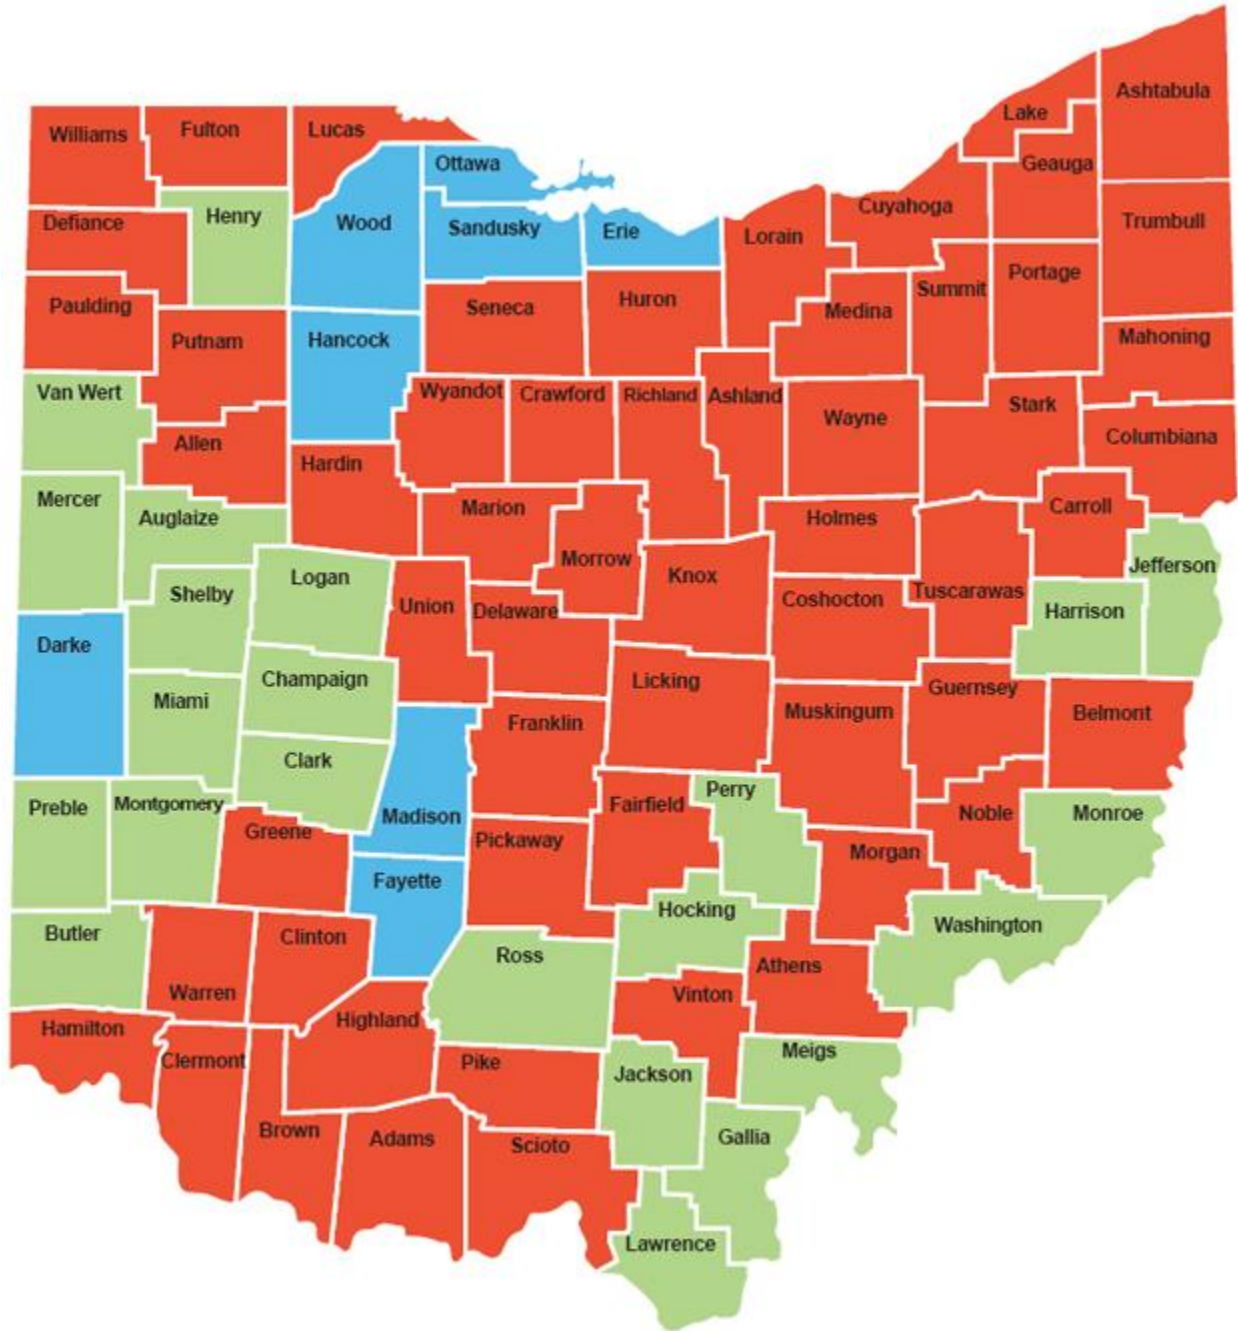 Ashtabula
Lake
Geauga
Williams
Fulton
Lucas
Ottawa
Cuyahoga
Trumbull
Defiance
Henry
Wood
Sandusky
Erie
Lorain
Portage
Summit
Paulding
Putnam
Hancock
Seneca
Huron
Medina
Mahoning
Van Wert
Allen
Wyandot
Crawford
Richland
Ashland
Wayne
Stark
Columbiana
Hardin
Mercer
Auglaize
Marion
Morrow
Holmes
Carroll
Jefferson
Shelby
Logan
Union
Delaware
Knox
Coshocton
Tuscarawas
Harrison
Darke
Miami
Champaign
Licking
Muskingum
Guernsey
Belmont
Clark
Franklin
Preble
Montgomery
Greene
Madison
Pickaway
Fairfield
Perry
Morgan
Noble
Monroe
Fayette
Hocking
Washington
Butler
Clinton
Ross
Athens
Warren
Highland
Vinton
Hamilton
Clermont
Pike
Jackson
Meigs
Brown
Adams
Scioto
Gallia
Lawrence